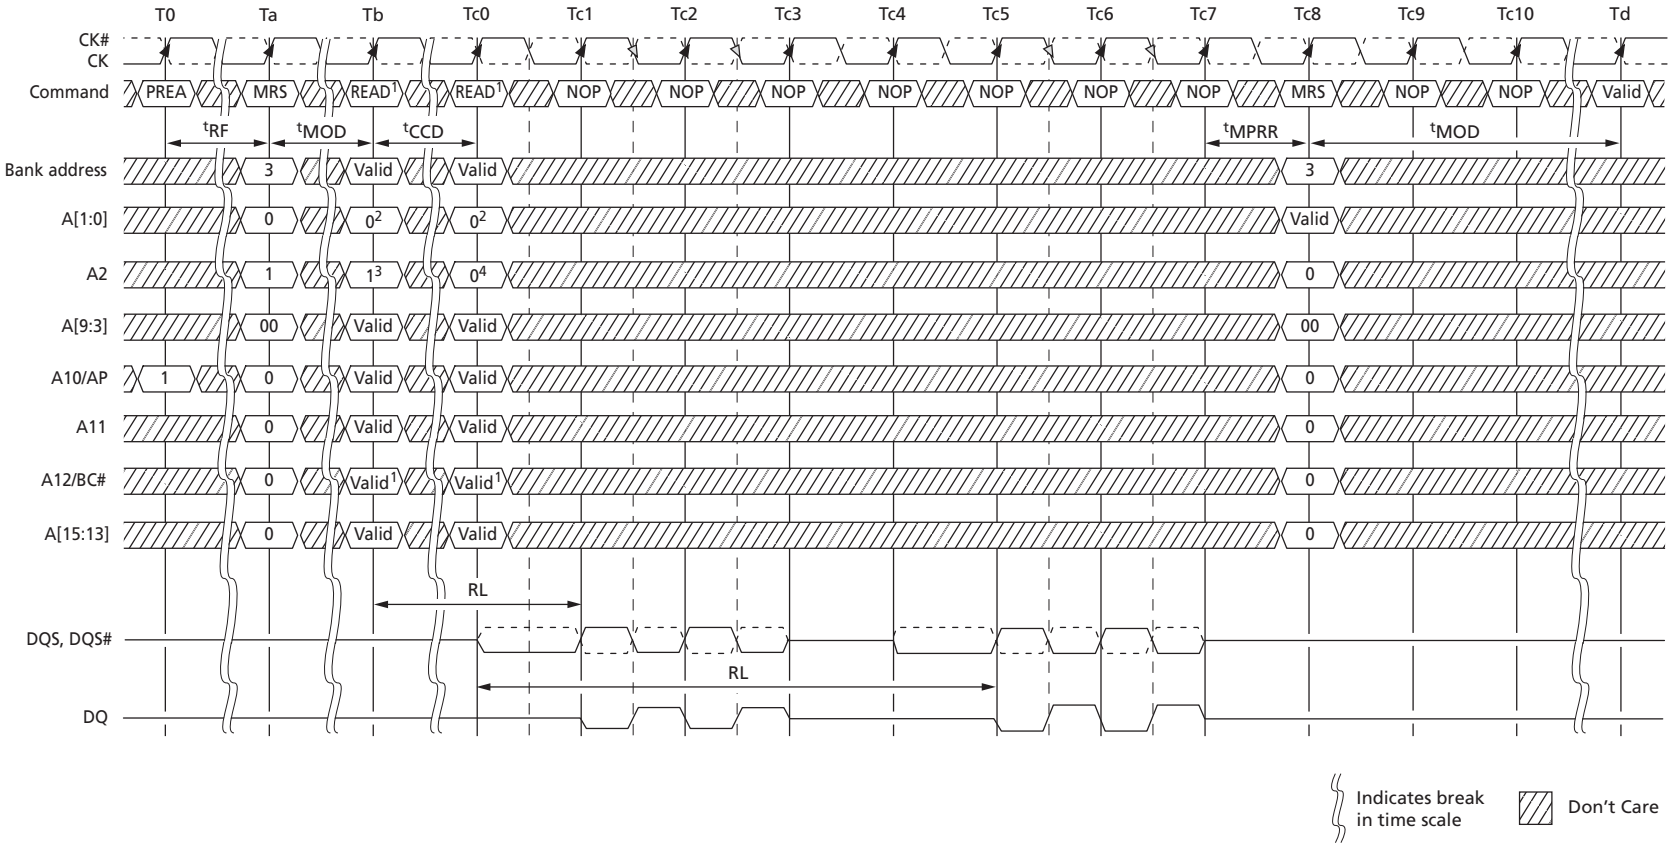 T0 Ta Tb Tc0 Tc1 Tc2 Tc3 Tc4 Tc5 Tc6 Tc7 Tc8 Tc9 Tc10 Td
CK#
CK
Command PREA MRS READ1 READ1 NOP NOP NOP NOP NOP NOP NOP MRS NOP NOP Valid
tRF tMOD tCCD tMPRR tMOD
Bank address 3 Valid Valid 3
A[1:0] 0 02 02 Valid
A2 1 13 04 0
A[9:3] 00 Valid Valid 00
A10/AP 1 0 Valid Valid 0
A11 0 Valid Valid 0
A12/BC# 0 Valid1 Valid1 0
A[15:13] 0 Valid Valid 0
RL
DQS, DQS#
RL
DQ
Indicates break
in time scale
Don't Care